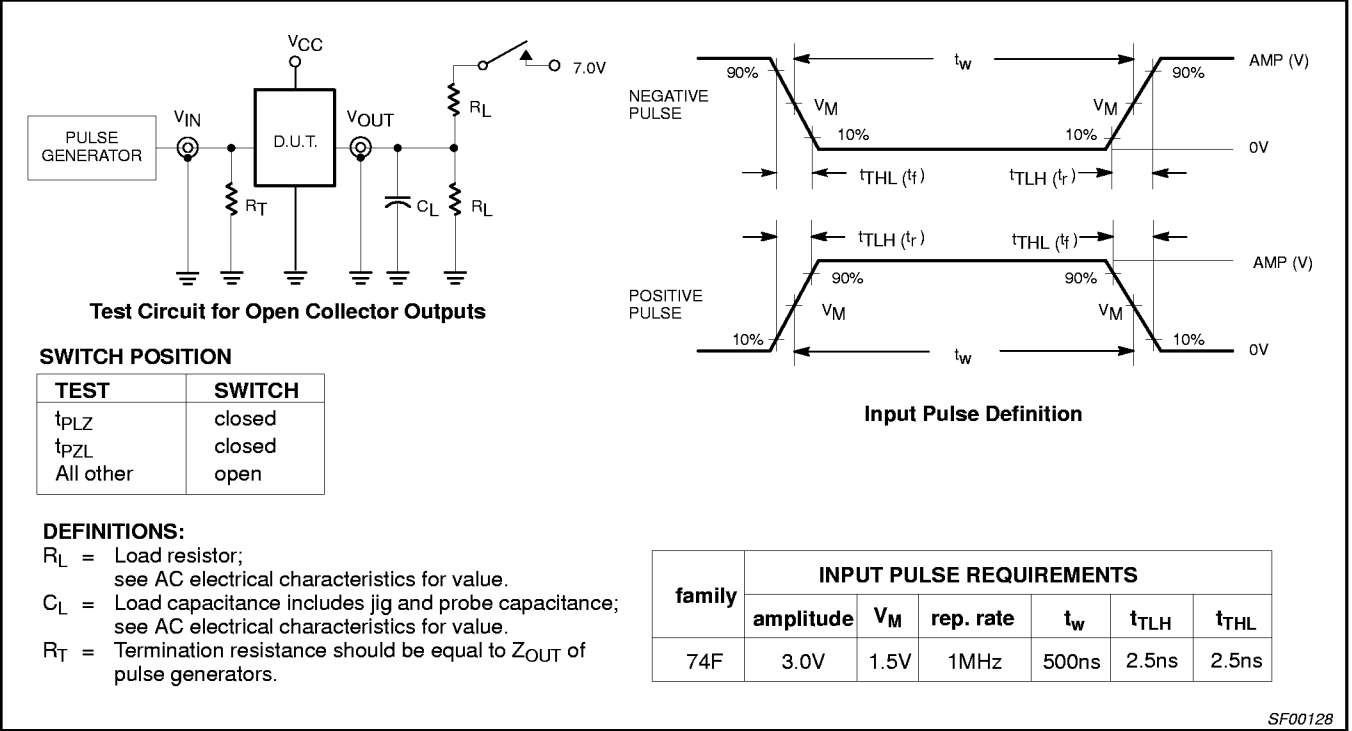 VCC
7.0V
RL
VIN
VOUT
PULSE
GENERATOR
D.U.T.
RT
CL
RL
Test Circuit for Open Collector Outputs
SWITCH POSITION
TEST SWITCH
tPLZ closed
tPZL closed
All other open
DEFINITIONS:
RL = Load resistor;
see AC electrical characteristics for value.
CL = Load capacitance includes jig and probe capacitance;
see AC electrical characteristics for value.
RT = Termination resistance should be equal to ZOUT of
pulse generators.
tw AMP (V)
90% 90%
NEGATIVE
PULSE
VM VM
10% 10%
0V
tTHL (tf) tTLH (tr)
tTLH (tr) tTHL (tf)
AMP (V)
90% 90%
POSITIVE
PULSE
VM VM
10% 10%
tw 0V
Input Pulse Definition
family INPUT PULSE REQUIREMENTS
amplitude VM rep. rate tw tTLH tTHL
74F 3.0V 1.5V 1MHz 500ns 2.5ns 2.5ns
SF00128